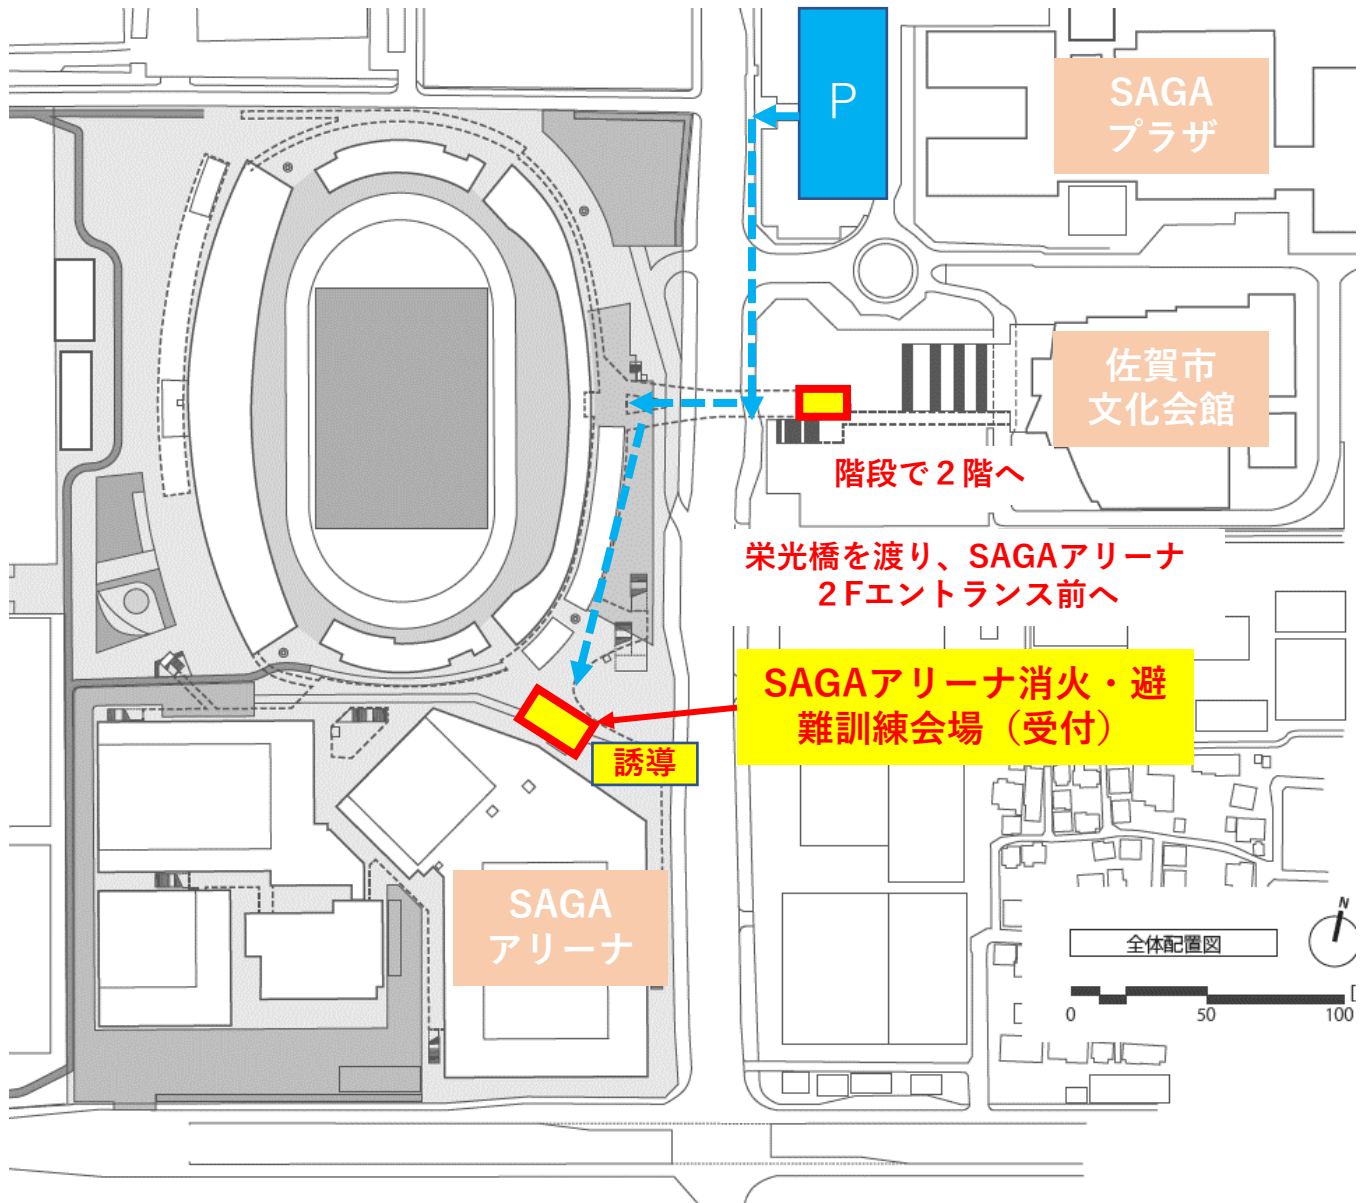 P
SAGA
プラザ
佐賀市
文化会館
階段で２階へ
栄光橋を渡り、SAGAアリーナ
２Fエントランス前へ
SAGAアリーナ消火・避
難訓練会場（受付）
誘導
SAGA
アリーナ
N
全体配置図
0 50 100